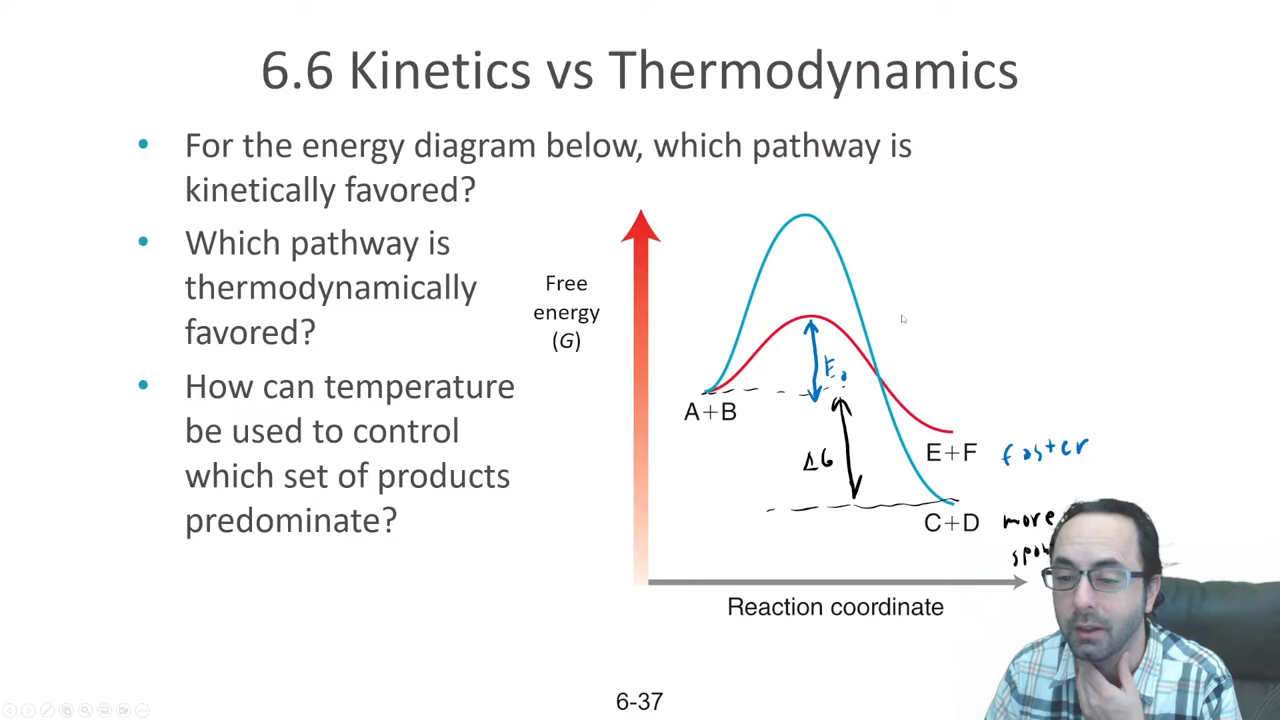 6.6 Kinetics vs Thermodynamics
• For the energy diagram below, which pathway is
kinetically favored?
• Which pathway is
thermodynamically
favored?
• How can temperature
be used to control
which set of products
predominate?
Free
energy
(G)
A+B
ΔG
E+F faster
C+D more
Reaction coordinate
6-37